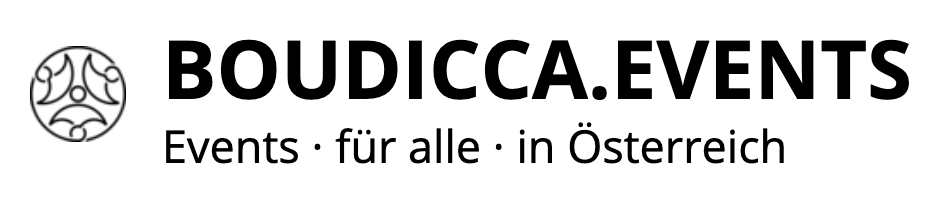 BOUDICCA.EVENTS
Events · für alle · in Österreich